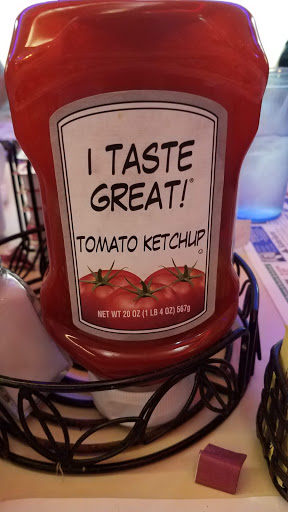 I TASTE
GREAT!®
TOMATO KETCHUP
NET WT 20 OZ (1 LB 4 OZ) 567g